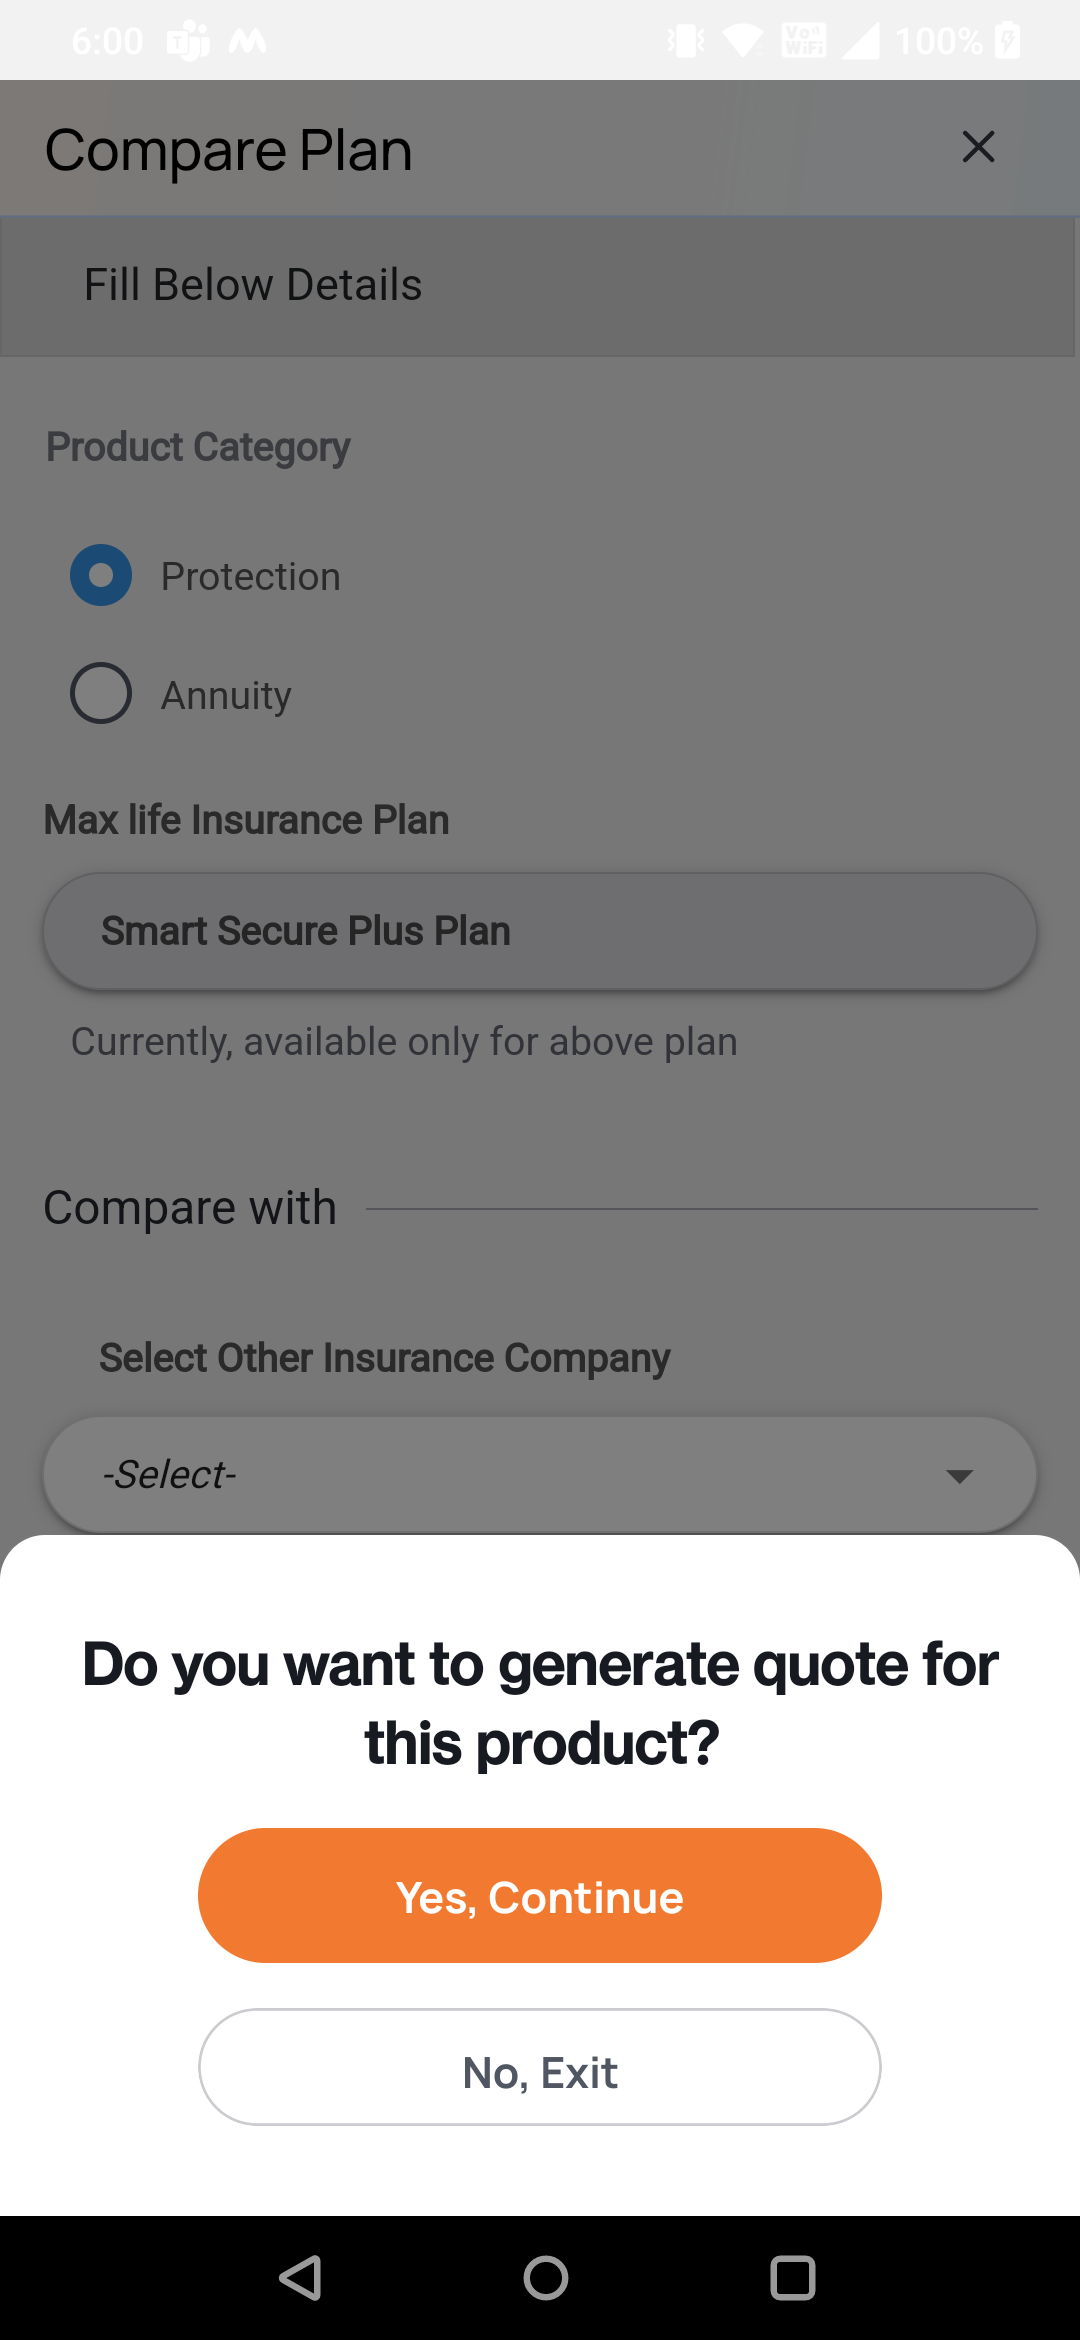 6:00
Vo WiFi 100%
Compare Plan
Fill Below Details
Product Category
Protection
Annuity
Max life Insurance Plan
Smart Secure Plus Plan
Currently, available only for above plan
Compare with
Select Other Insurance Company
-Select-
Do you want to generate quote for
this product?
Yes, Continue
No, Exit